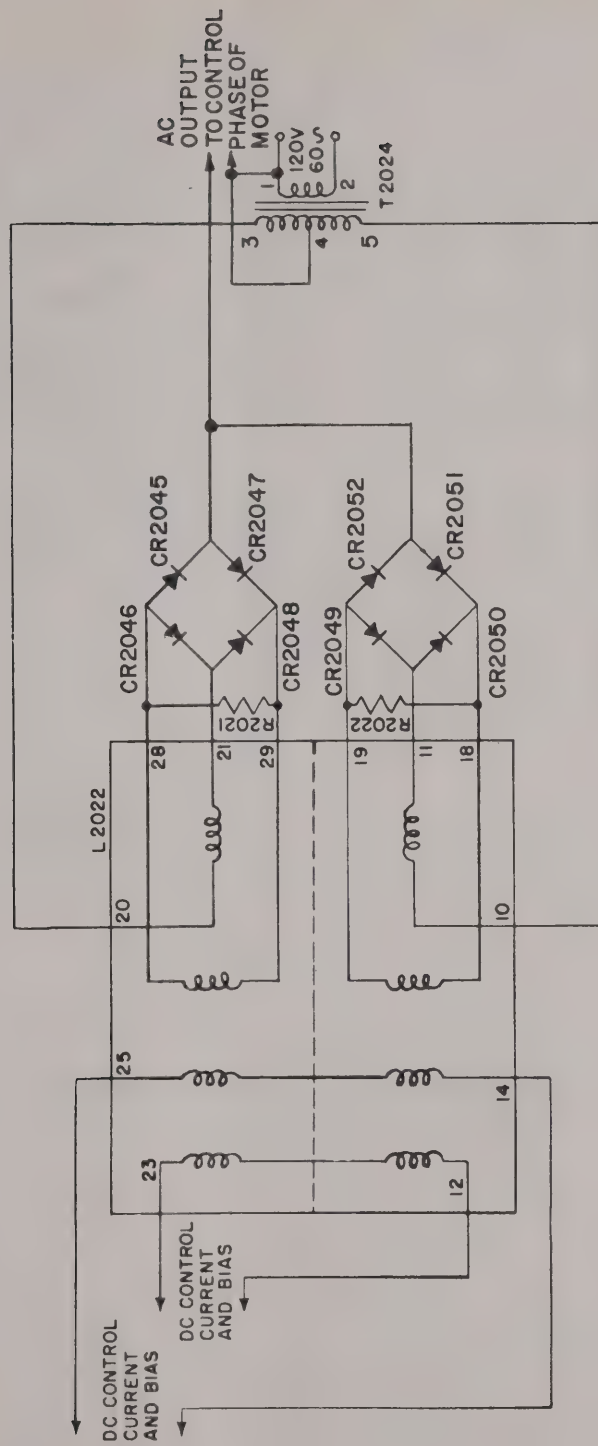 AC
OUTPUT
TO CONTROL
PHASE OF
MOTOR
1
120V
60∿
2
3
4
5
T2024
CR2045
CR2046
CR2047
CR2048
CR2052
CR2049
CR2051
CR2050
R2021
R2022
L2022
28
21
29
19
11
18
20
10
25
14
23
12
DC CONTROL
CURRENT
AND BIAS
DC CONTROL
CURRENT
AND BIAS